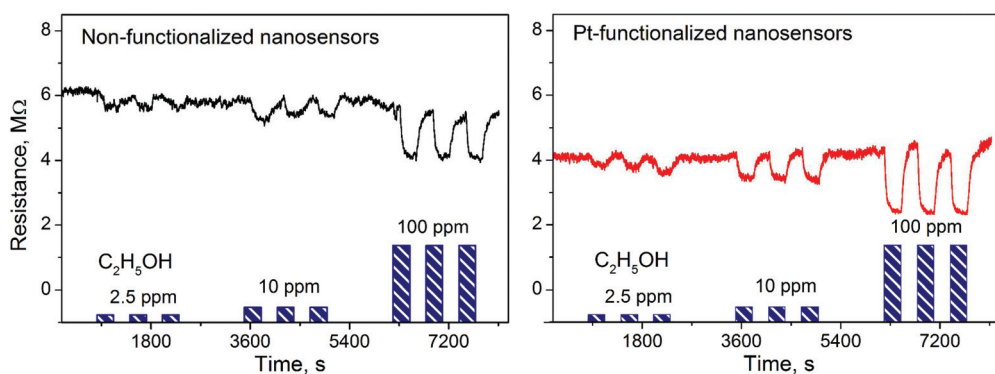 Non-functionalized nanosensors
Resistance, MΩ
8
6
4
2
0
C₂H₅OH
2.5 ppm
10 ppm
100 ppm
1800
3600
5400
7200
Time, s
Pt-functionalized nanosensors
8
6
4
2
0
C₂H₅OH
2.5 ppm
10 ppm
100 ppm
1800
3600
5400
7200
Time, s